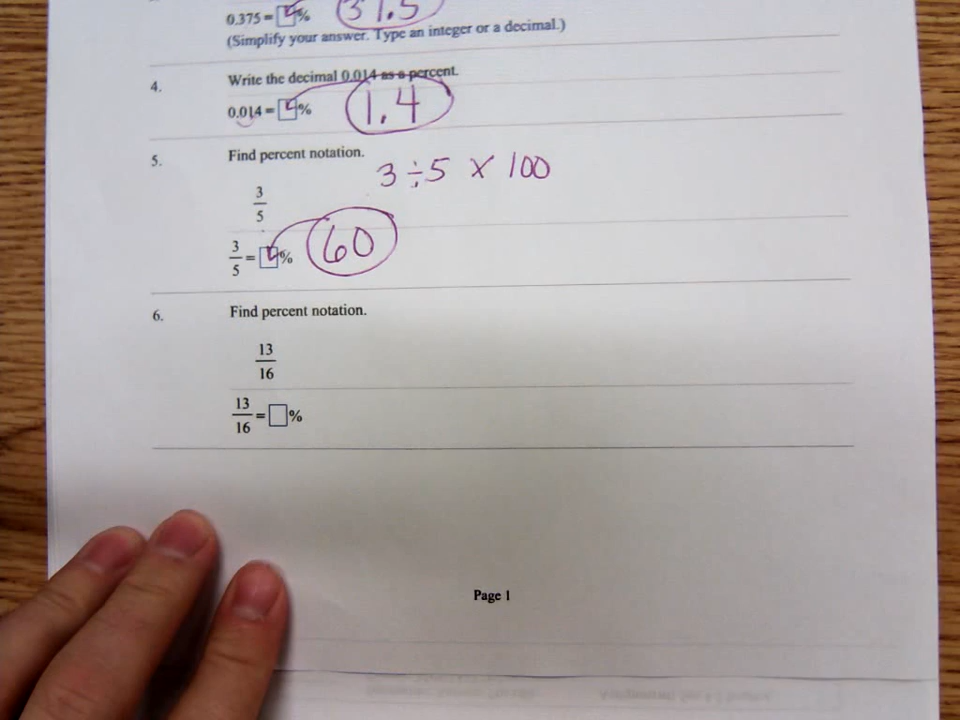 0.375 = % 37.5
(Simplify your answer. Type an integer or a decimal.)
4. Write the decimal 0.014 as a percent.
0.014 = % 1.4
5. Find percent notation.
3 ÷ 5 x 100
3
5
3
5 = % 60
6. Find percent notation.
13
16
13
16 = %
Page 1